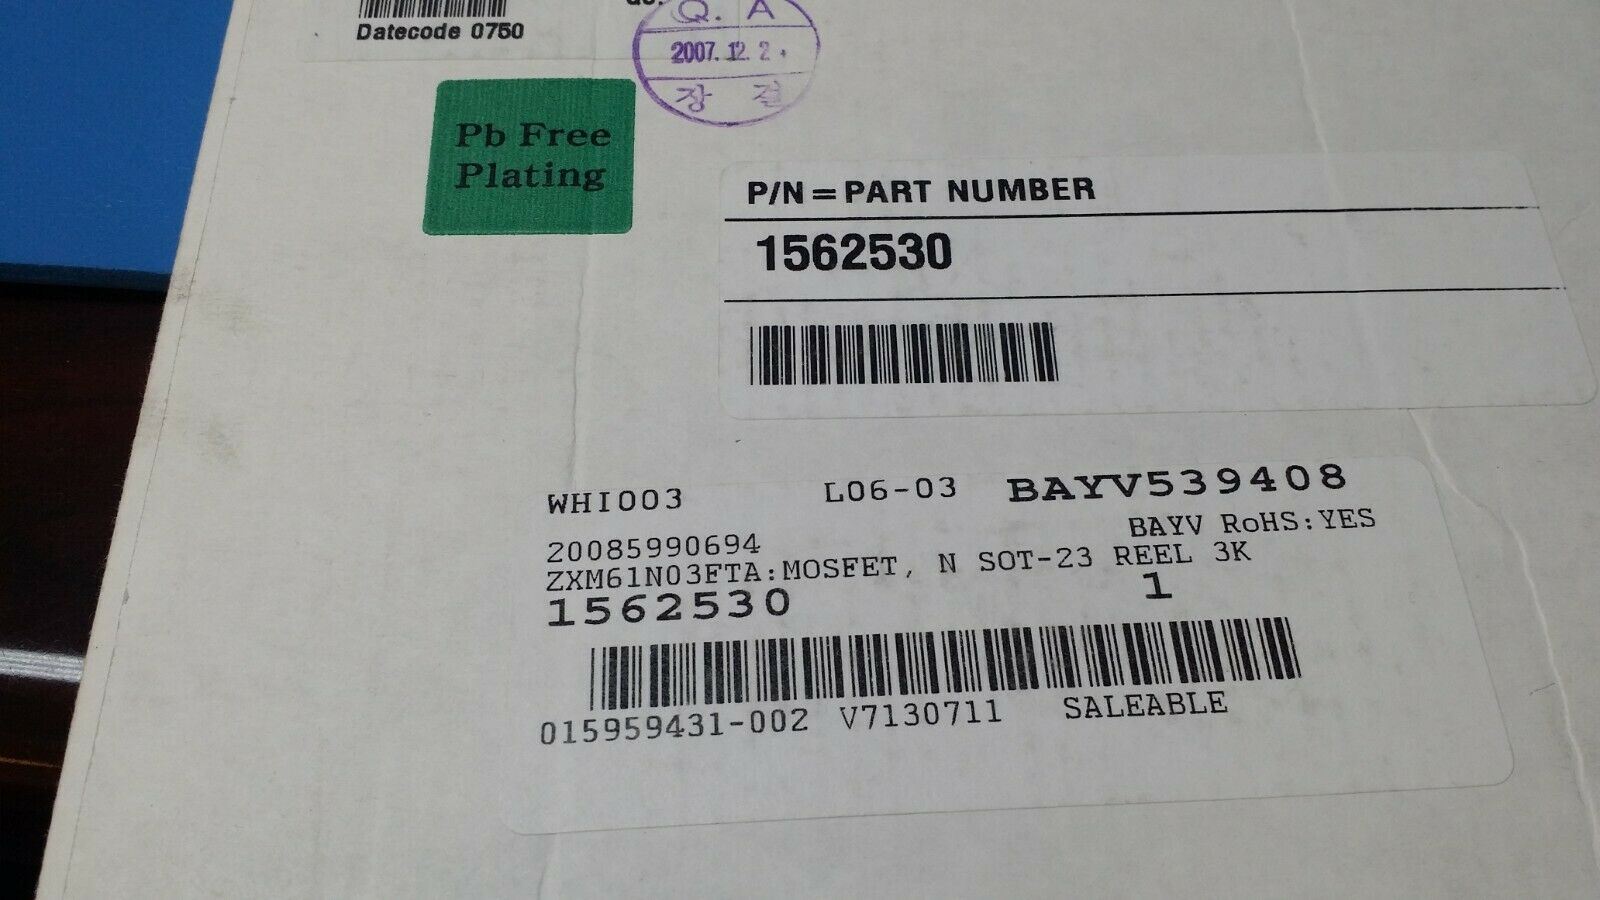 Datecode 0750
Q. A
2007. 12. 2
장
Pb Free
Plating
P/N = PART NUMBER
1562530
WHI003 L06-03 BAYV539408
20085990694 BAYV RoHS:YES
ZXM61N03FTA:MOSFET, N SOT-23 REEL 3K
1562530 1
015959431-002 V7130711 SALEABLE